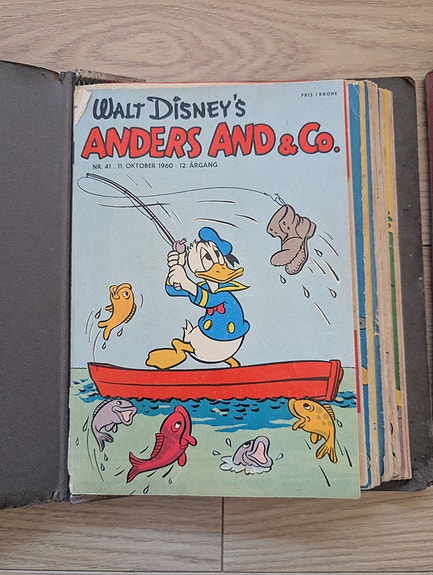 PRIS 1 KRONE
WALT DISNEY'S
ANDERS AND & Co.
NR. 41 . 11. OKTOBER 1960 . 12. ÅRGANG